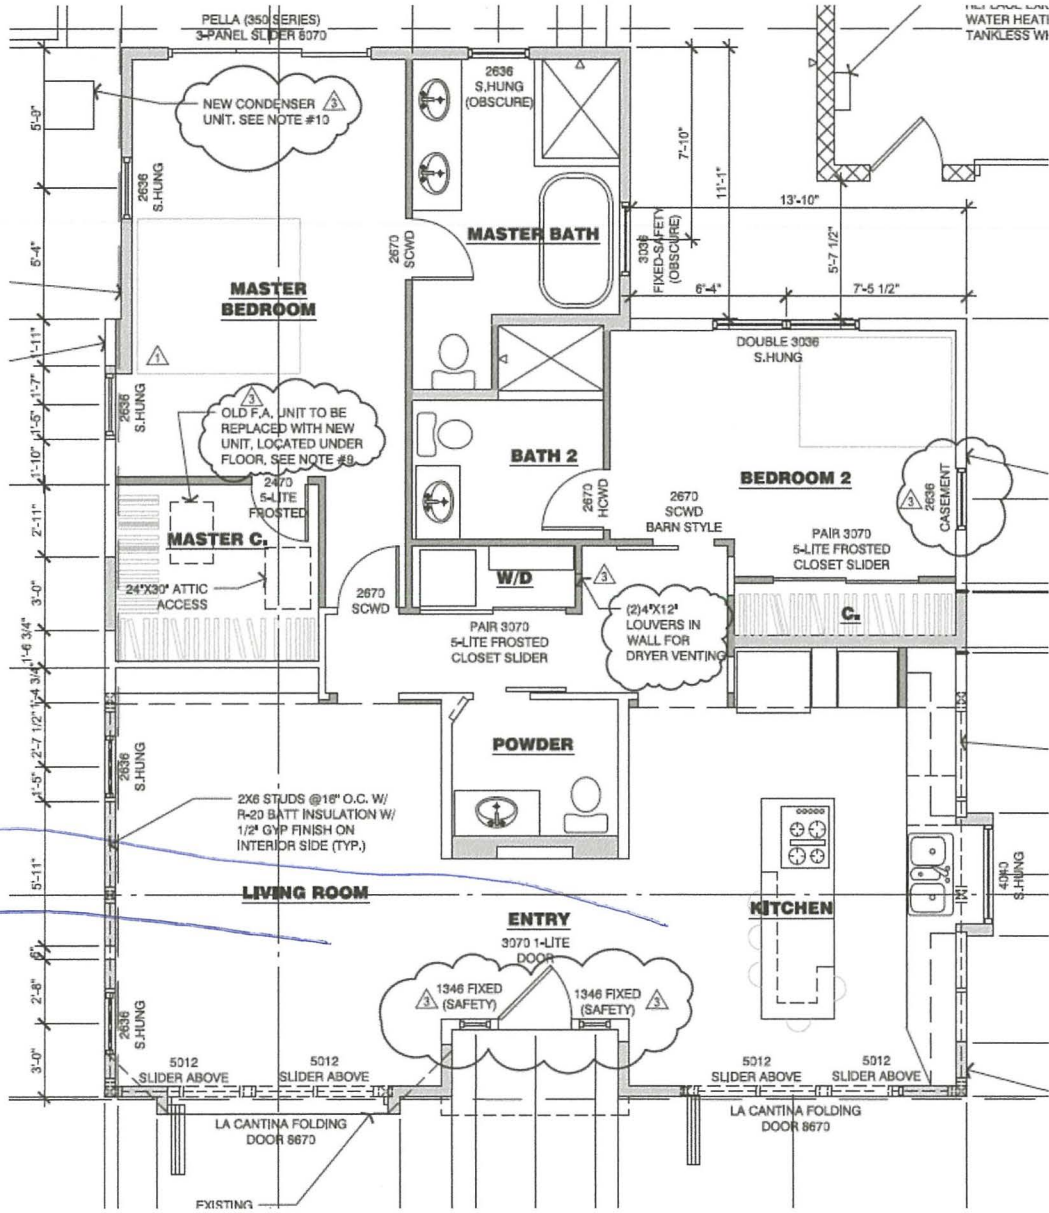 PELLA (350 SERIES)
3-PANEL SLIDER 8070
WATER HEATI
TANKLESS WH
NEW CONDENSER
UNIT. SEE NOTE #10
3
2636
S.HUNG
(OBSCURE)
5'-0"
2636
S.HUNG
7'-10"
11'-1"
13'-10"
5'-7 1/2"
MASTER BATH
2670
SCWD
3036
FIXED-SAFETY
(OBSCURE)
5'-4"
MASTER
BEDROOM
6'-4"
7'-5 1/2"
DOUBLE 3036
S.HUNG
1
1'-11"
1'-7"
1'-5"
1'-10"
2636
S.HUNG
3
OLD F.A. UNIT TO BE
REPLACED WITH NEW
UNIT, LOCATED UNDER
FLOOR, SEE NOTE #9
2470
5-LITE
FROSTED
BATH 2
BEDROOM 2
2670
HCWD
2670
SCWD
BARN STYLE
3
2636
CASEMENT
PAIR 3070
5-LITE FROSTED
CLOSET SLIDER
2'-11"
MASTER C.
24"X30" ATTIC
ACCESS
3'-0"
2670
SCWD
W/D
3
(2)4"X12"
LOUVERS IN
WALL FOR
DRYER VENTING
C.
PAIR 3070
5-LITE FROSTED
CLOSET SLIDER
1'-6 3/4"
1'-4 3/4"
2'-7 1/2"
1'-5"
2636
S.HUNG
POWDER
2X6 STUDS @16" O.C. W/
R-20 BATT INSULATION W/
1/2" GYP FINISH ON
INTERIOR SIDE (TYP.)
5'-11"
LIVING ROOM
ENTRY
3070 1-LITE
DOOR
KITCHEN
4040
S.HUNG
6"
2'-8"
3'-0"
2636
S.HUNG
3
1346 FIXED
(SAFETY)
1346 FIXED
(SAFETY)
3
5012
SLIDER ABOVE
5012
SLIDER ABOVE
5012
SLIDER ABOVE
5012
SLIDER ABOVE
LA CANTINA FOLDING
DOOR 8670
LA CANTINA FOLDING
DOOR 8670
EXISTING